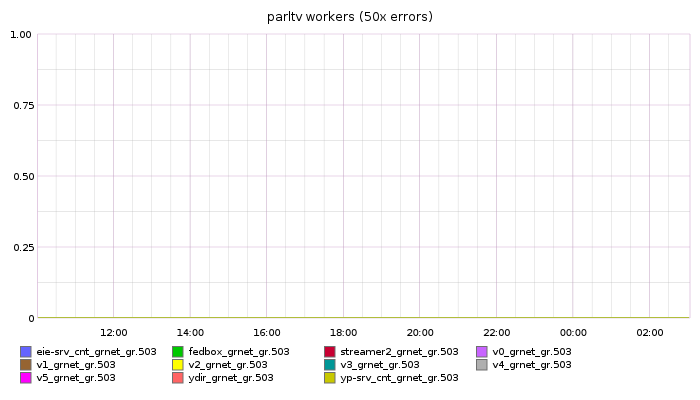 parltv workers (50x errors)
1.00
0.75
0.50
0.25
0
12:00 14:00 16:00 18:00 20:00 22:00 00:00 02:00
eie-srv_cnt_grnet_gr.503 fedbox_grnet_gr.503 streamer2_grnet_gr.503 v0_grnet_gr.503
v1_grnet_gr.503 v2_grnet_gr.503 v3_grnet_gr.503 v4_grnet_gr.503
v5_grnet_gr.503 ydir_grnet_gr.503 yp-srv_cnt_grnet_gr.503